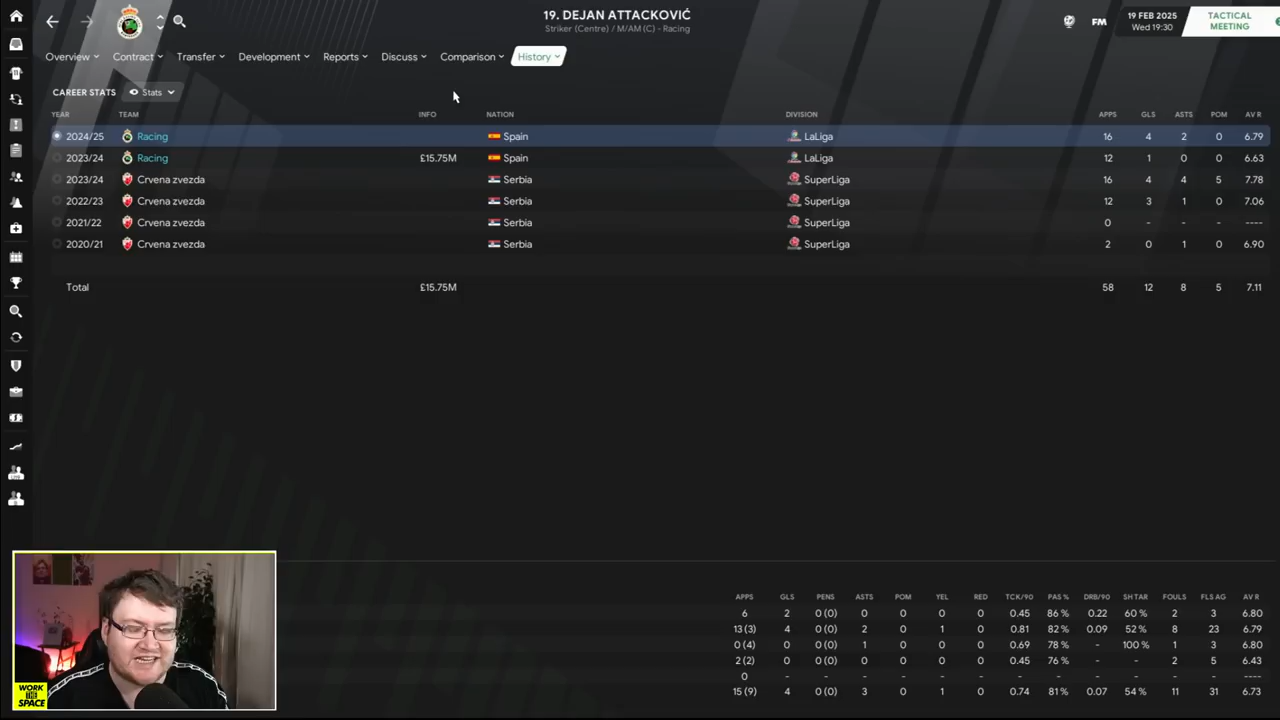 19. DEJAN ATTACKOVIĆ
Striker (Centre) / M/AM (C) - Racing
FM
19 FEB 2025
Wed 19:30
TACTICAL
MEETING
Overview Contract Transfer Development Reports Discuss Comparison History
CAREER STATS Stats
YEAR TEAM INFO NATION DIVISION APPS GLS ASTS POM AV R
2024/25 Racing Spain LaLiga 16 4 2 0 6.79
2023/24 Racing £15.75M Spain LaLiga 12 1 0 0 6.63
2023/24 Crvena zvezda Serbia SuperLiga 16 4 4 5 7.78
2022/23 Crvena zvezda Serbia SuperLiga 12 3 1 0 7.06
2021/22 Crvena zvezda Serbia SuperLiga 0 - - - ----
2020/21 Crvena zvezda Serbia SuperLiga 2 0 1 0 6.90
Total £15.75M 58 12 8 5 7.11
APPS GLS PENS ASTS POM YEL RED TCK/90 PAS % DRB/90 SH TAR FOULS FLS AG AV R
6 2 0 (0) 0 0 0 0 0.45 86 % 0.22 60 % 2 3 6.80
13 (3) 4 0 (0) 2 0 1 0 0.81 82 % 0.09 52 % 8 23 6.79
0 (4) 0 0 (0) 1 0 0 0 0.69 78 % - 100 % 1 3 6.80
2 (2) 0 0 (0) 0 0 0 0 0.45 76 % - - 2 5 6.43
0 - - - - - - - - - - - - ----
15 (9) 4 0 (0) 3 0 1 0 0.74 81 % 0.07 54 % 11 31 6.73
WORK
THE
SPACE